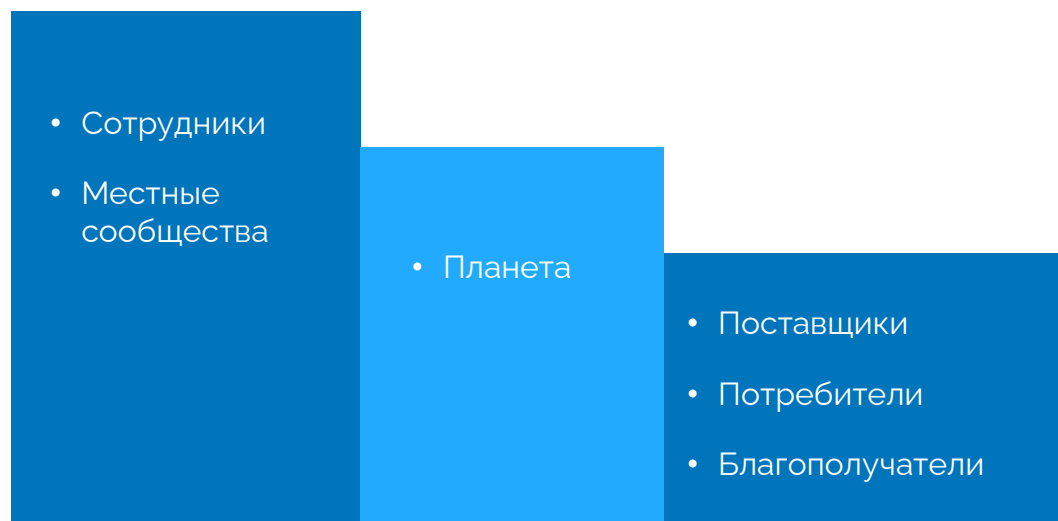 • Сотрудники
• Местные
сообщества
• Планета
• Поставщики
• Потребители
• Благополучатели